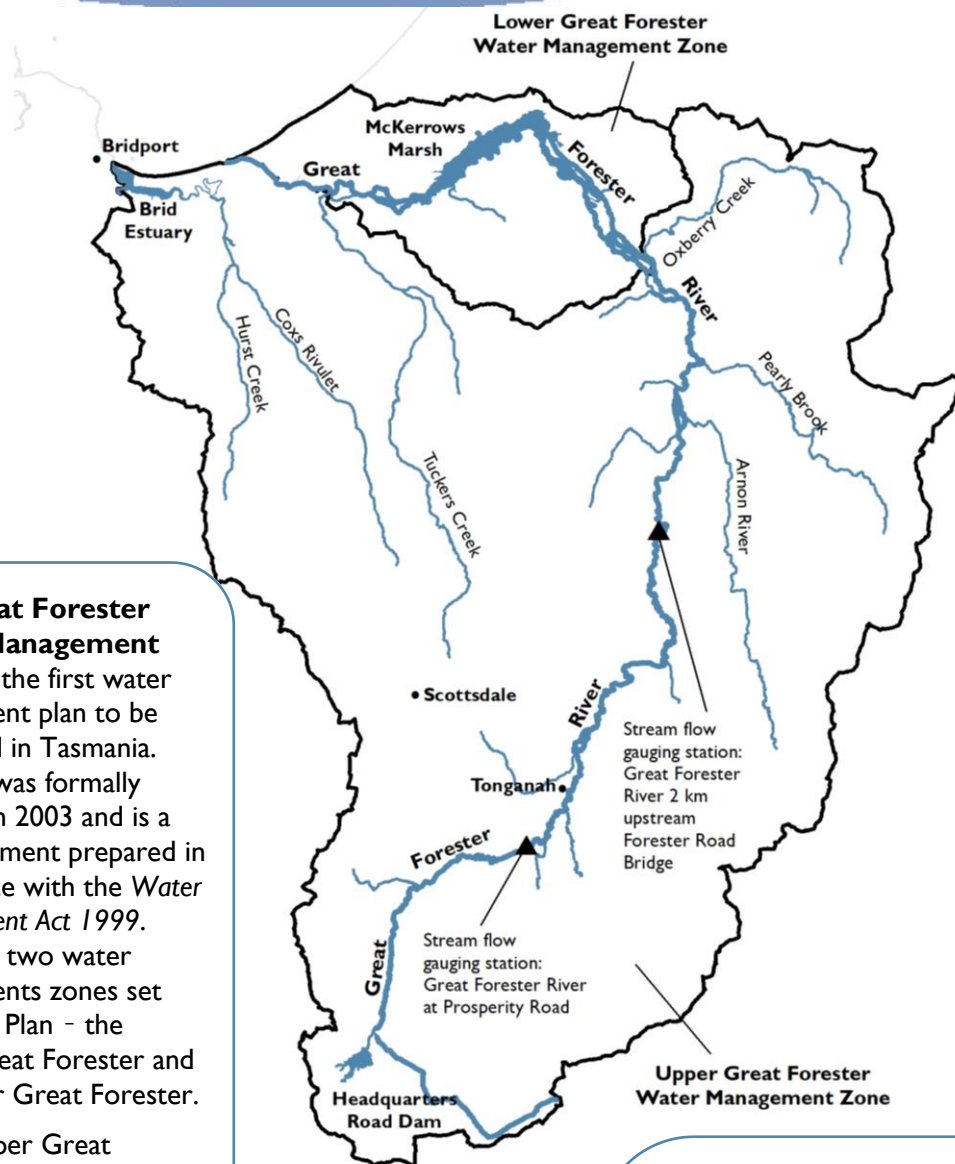 Lower Great Forester
Water Management Zone
McKerrows
Marsh
Bridport
Great
Forester
Brid
Estuary
Oxberry Creek
River
Hurst Creek
Coxs Rivulet
Pearly Brook
Tuckers Creek
Arnon River
at Forester
anagement
the first water
ent plan to be
in Tasmania.
was formally
n 2003 and is a
ment prepared in
e with the Water
ent Act 1999.
two water
ents zones set
Plan - the
eat Forester and
r Great Forester.
per Great
Scottsdale
River
Stream flow
gauging station:
Great Forester
River 2 km
upstream
Forester Road
Bridge
Tonganah
Forester
Great
Stream flow
gauging station:
Great Forester River
at Prosperity Road
Headquarters
Road Dam
Upper Great Forester
Water Management Zone